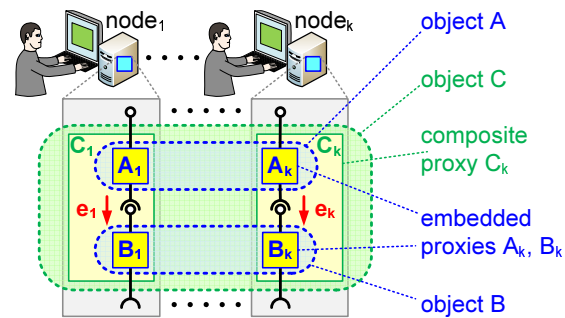 node₁
nodeₖ
object A
object C
composite
proxy Cₖ
C₁
Cₖ
A₁
Aₖ
e₁
eₖ
embedded
proxies Aₖ, Bₖ
B₁
Bₖ
object B